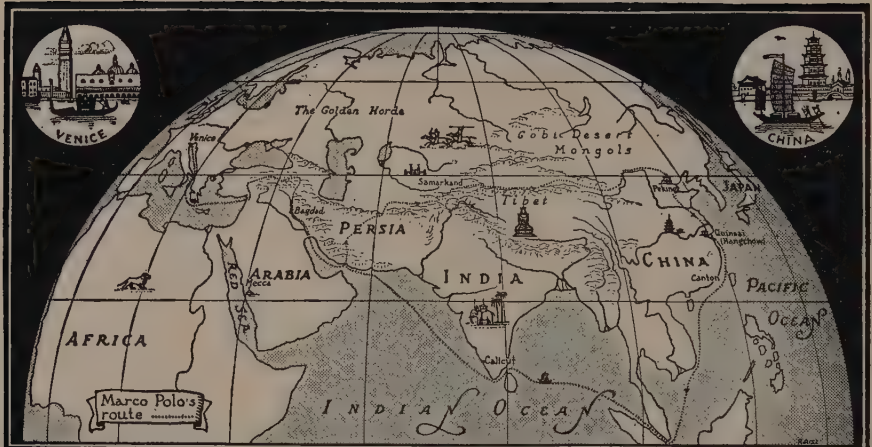 VENICE
CHINA
The Golden Horde
Gobi Desert
Mongols
Venice
Samarkand
Peking
JAPAN
Tibet
Bagdad
PERSIA
Quinsai
(Hangchow)
ARABIA
Mecca
RED SEA
INDIA
CHINA
Canton
PACIFIC
OCEAN
AFRICA
Calicut
Marco Polo's
route
INDIAN OCEAN